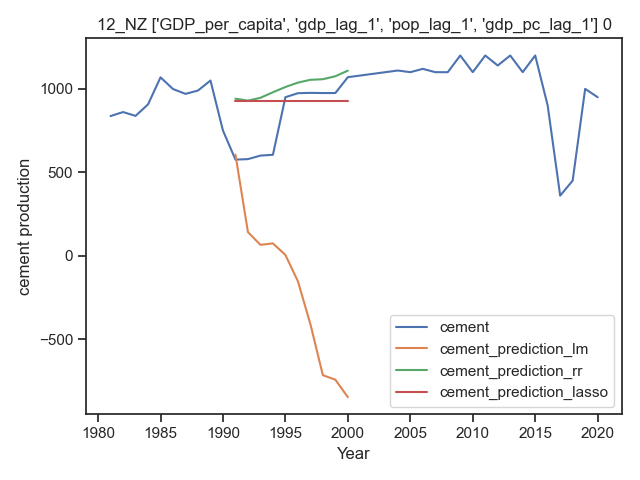 12_NZ ['GDP_per_capita', 'gdp_lag_1', 'pop_lag_1', 'gdp_pc_lag_1'] 0
1000
500
0
−500
cement production
1980 1985 1990 1995 2000 2005 2010 2015 2020
Year
cement
cement_prediction_lm
cement_prediction_rr
cement_prediction_lasso